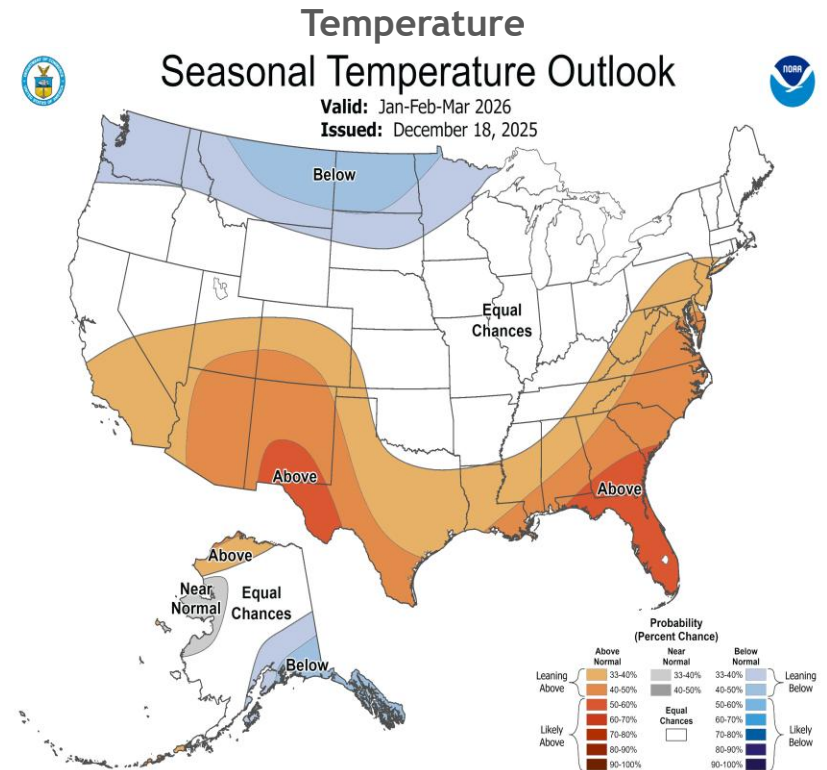 Temperature
Seasonal Temperature Outlook
Valid: Jan-Feb-Mar 2026
Issued: December 18, 2025
NOAA
Below
Equal
Chances
Above
Above
Above
Near
Normal
Equal
Chances
Below
Probability
(Percent Chance)
Above
Normal
Near
Normal
Below
Normal
Leaning
Above
33-40%
40-50%
33-40%
40-50%
33-40%
40-50%
Leaning
Below
Likely
Above
50-60%
60-70%
70-80%
80-90%
90-100%
Equal
Chances
50-60%
60-70%
70-80%
80-90%
90-100%
Likely
Below